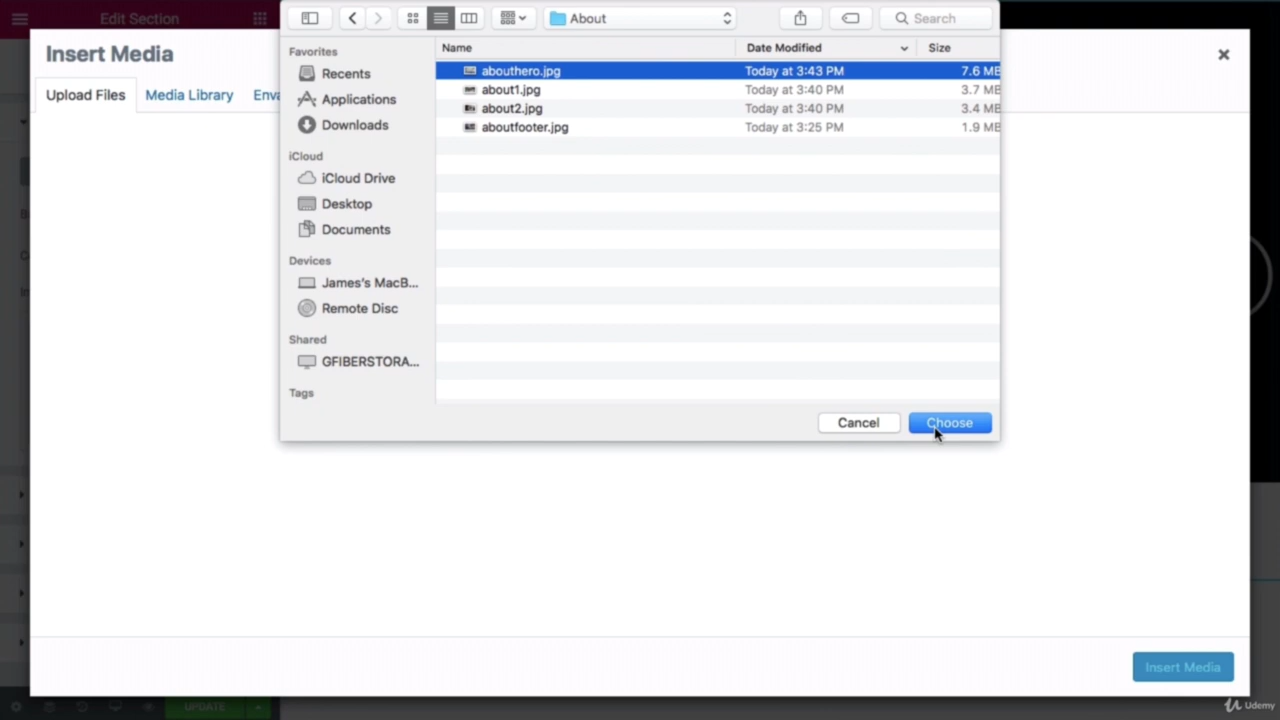 Edit Section
Insert Media
Upload Files
Media Library
Enva
About
Search
Favorites
Recents
Applications
Downloads
iCloud
iCloud Drive
Desktop
Documents
Devices
James's MacB...
Remote Disc
Shared
GFIBERSTORA...
Tags
Name Date Modified Size
abouthero.jpg Today at 3:43 PM 7.6 MB
about1.jpg Today at 3:40 PM 3.7 MB
about2.jpg Today at 3:40 PM 3.4 MB
aboutfooter.jpg Today at 3:25 PM 1.9 MB
Cancel
Choose
Insert Media
UPDATE
Udemy